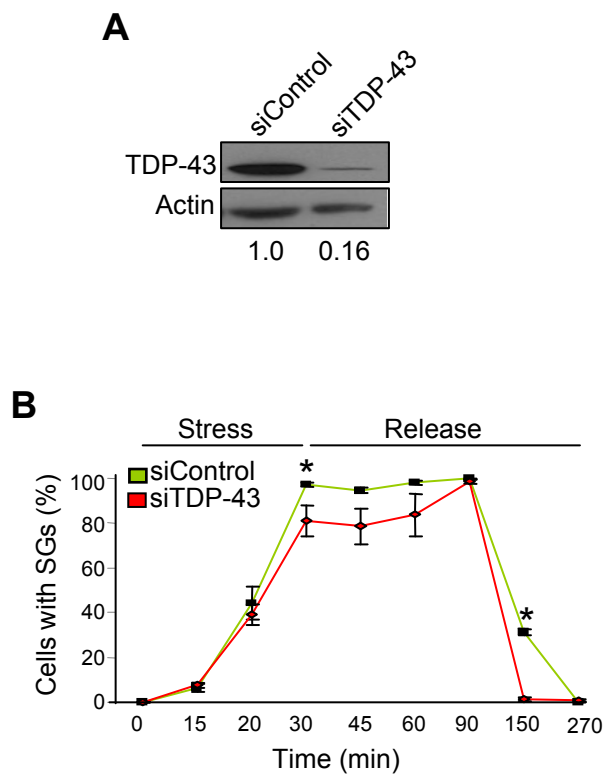 A
siControl
siTDP-43
TDP-43
Actin
1.0 0.16
B
Stress Release
*
siControl
siTDP-43
*
100
80
60
40
20
0
Cells with SGs (%)
0 15 20 30 45 60 90 150 270
Time (min)